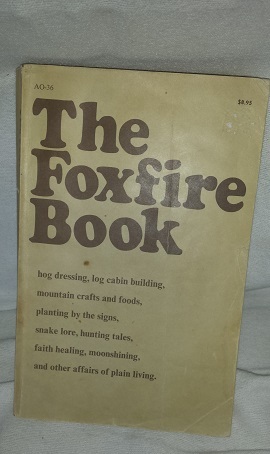 AO-36
$8.95
The
Foxfire
Book
hog dressing, log cabin building,
mountain crafts and foods,
planting by the signs,
snake lore, hunting tales,
faith healing, moonshining,
and other affairs of plain living.